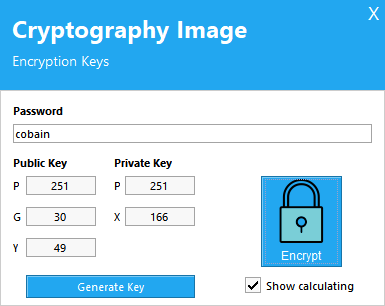 X
Cryptography Image
Encryption Keys
Password
cobain
Public Key Private Key
P 251 P 251
G 30 X 166
Y 49
Encrypt
Generate Key
Show calculating